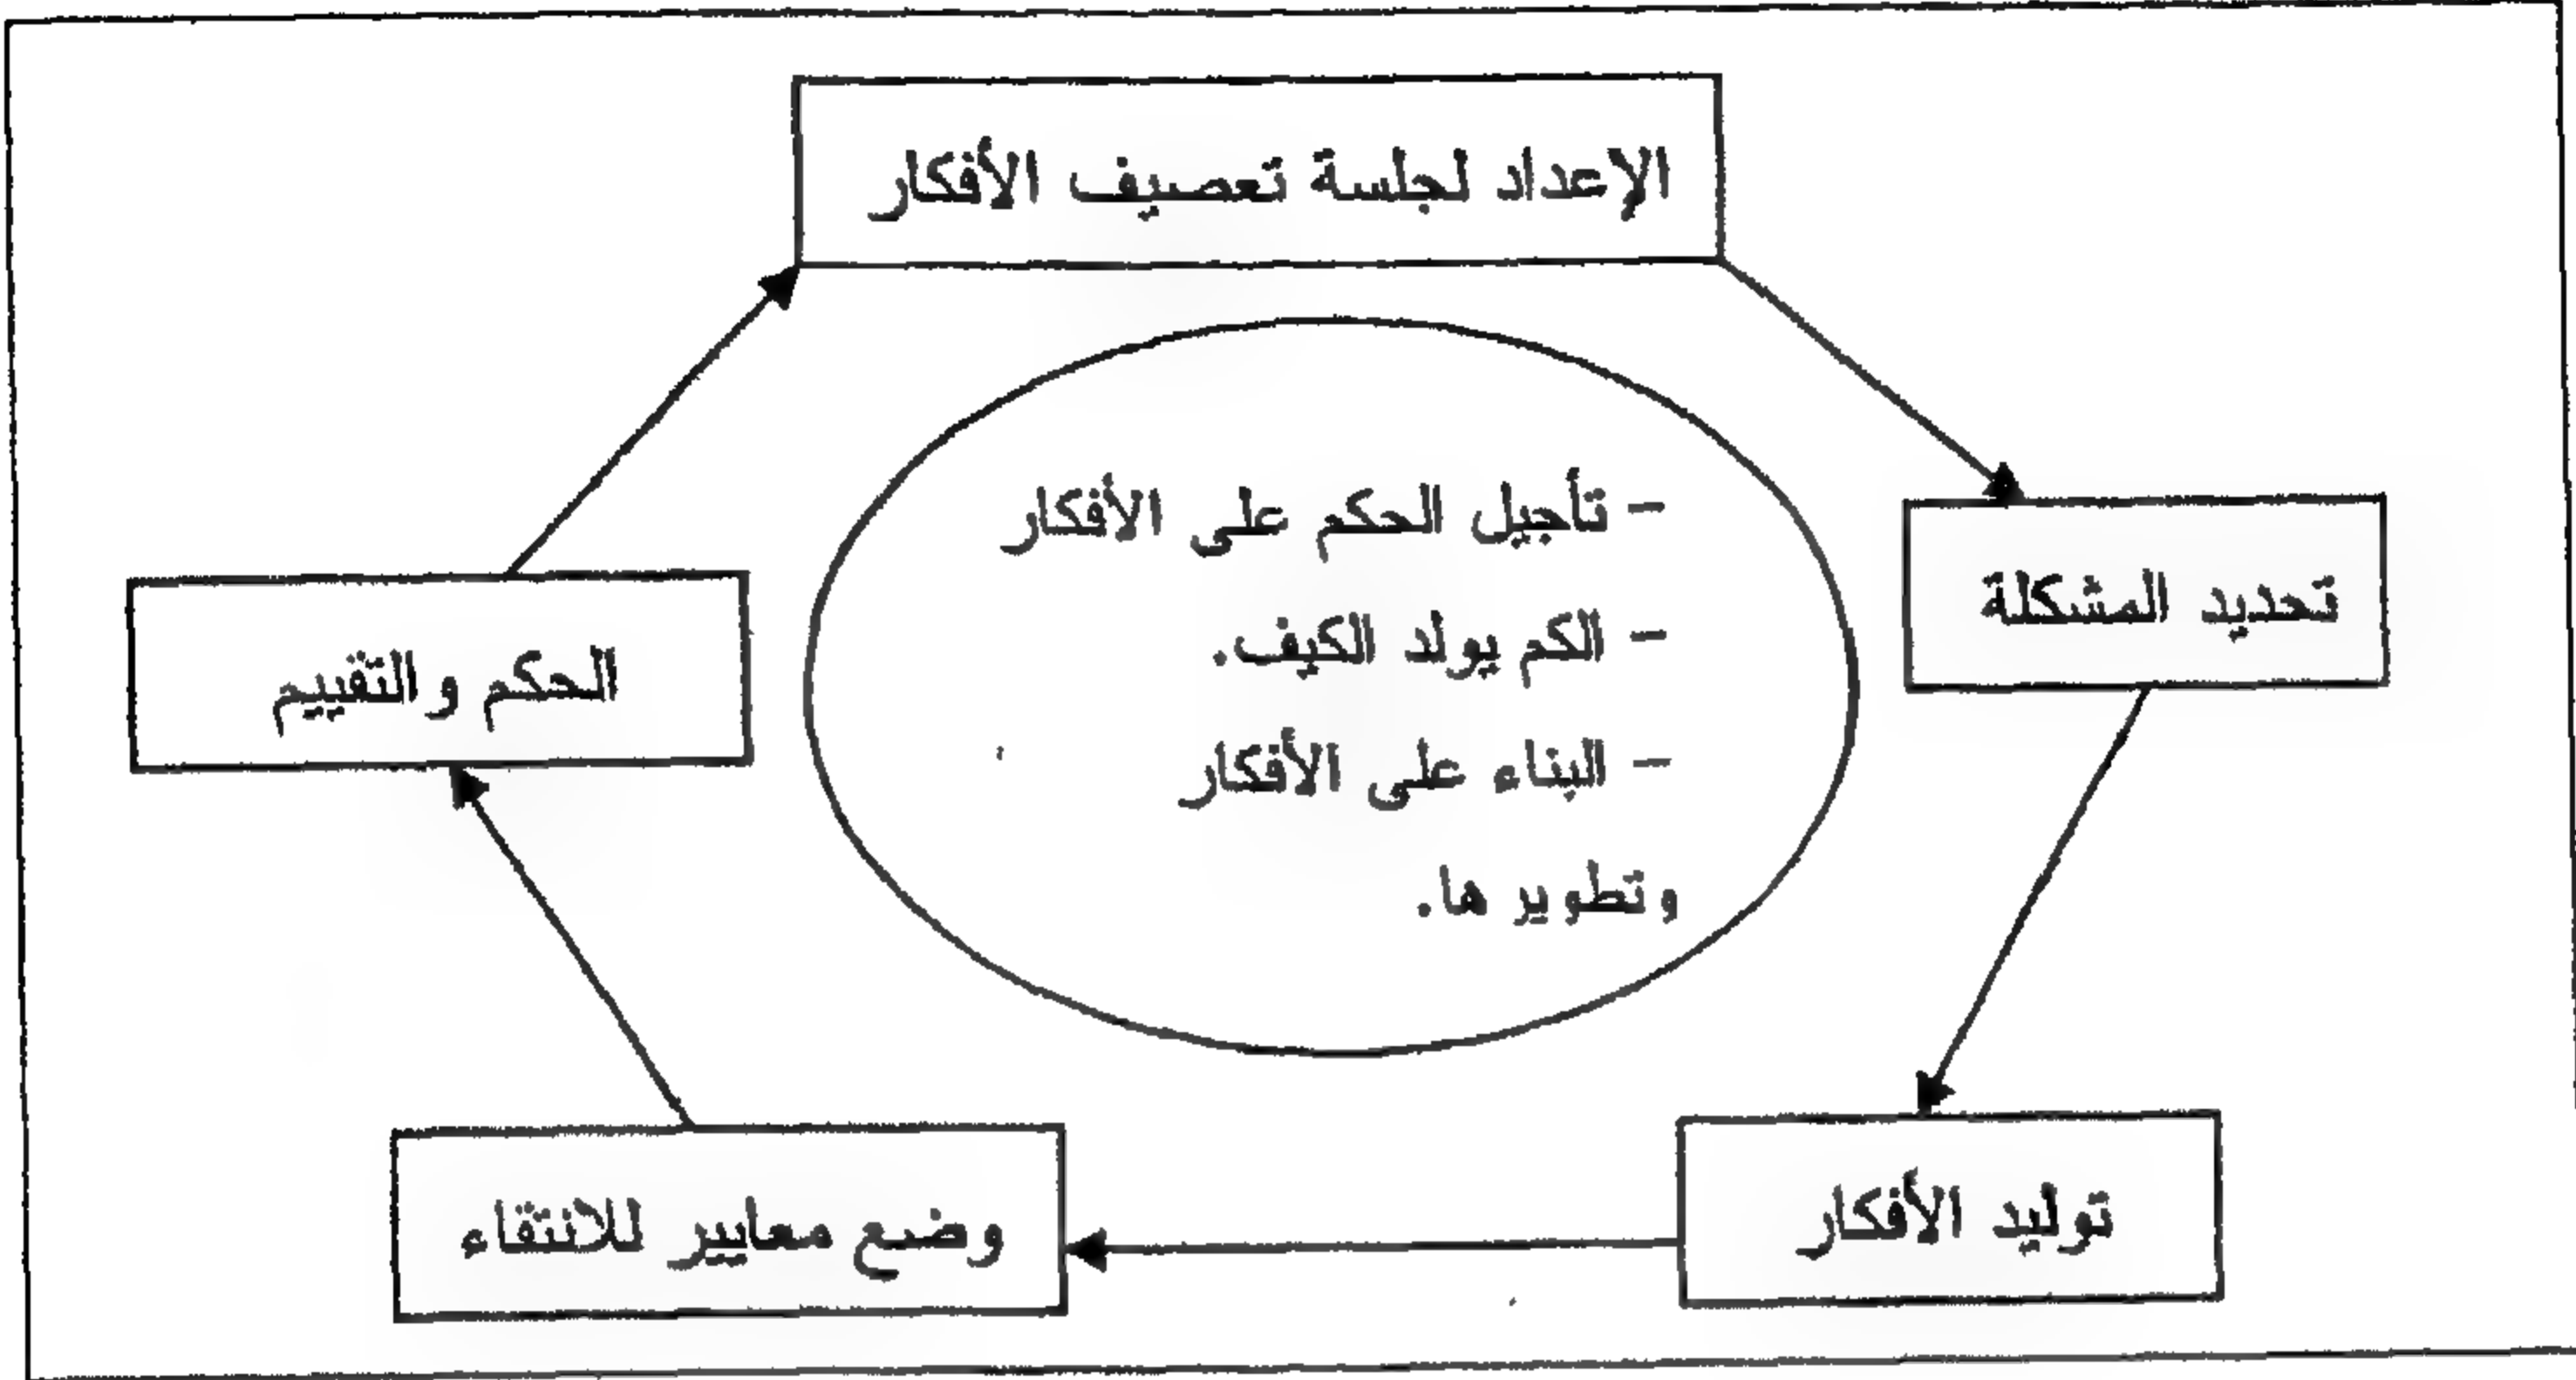 الإعداد لجلسة تعصيف الأفكار
تحديد المشكلة
توليد الأفكار
وضع معايير للانتقاء
الحكم والتقييم
- تأجيل الحكم على الأفكار
- الكم يولد الكيف.
- البناء على الأفكار
وتطويرها.